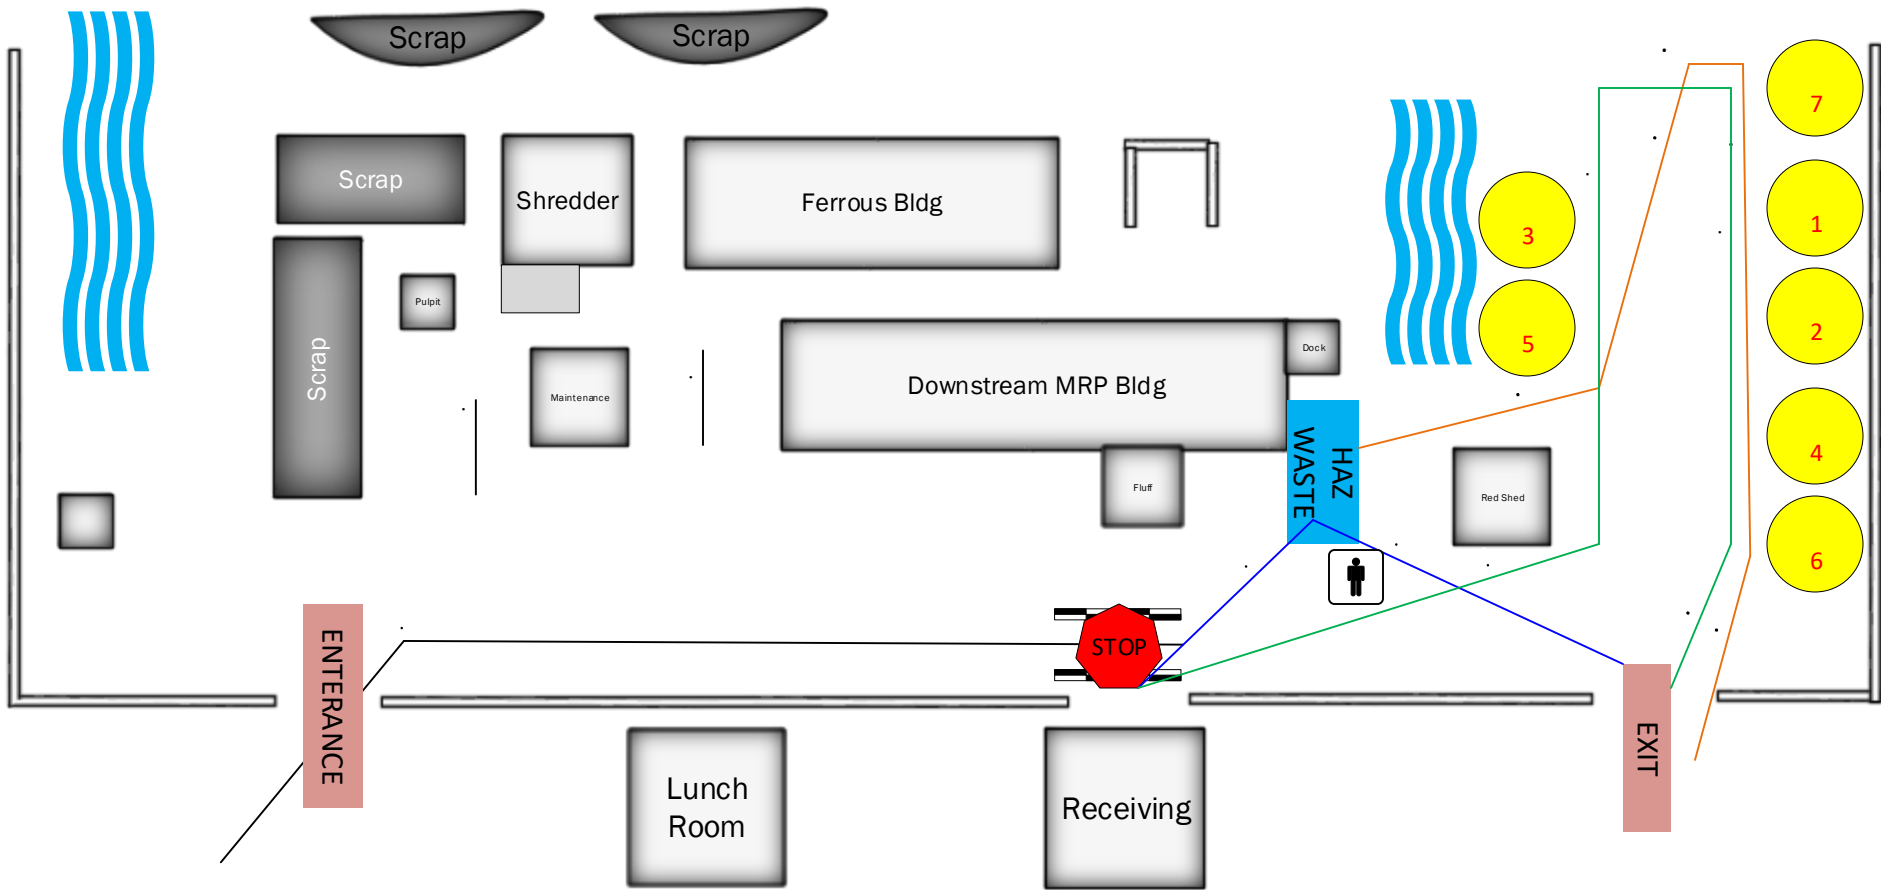 Scrap
Scrap
7
Scrap
Shredder
Ferrous Bldg
3
1
Pulpit
2
5
Dock
Scrap
Maintenance
Downstream MRP Bldg
4
HAZ
WASTE
Fluff
Red Shed
6
STOP
ENTERANCE
EXIT
Lunch
Room
Receiving